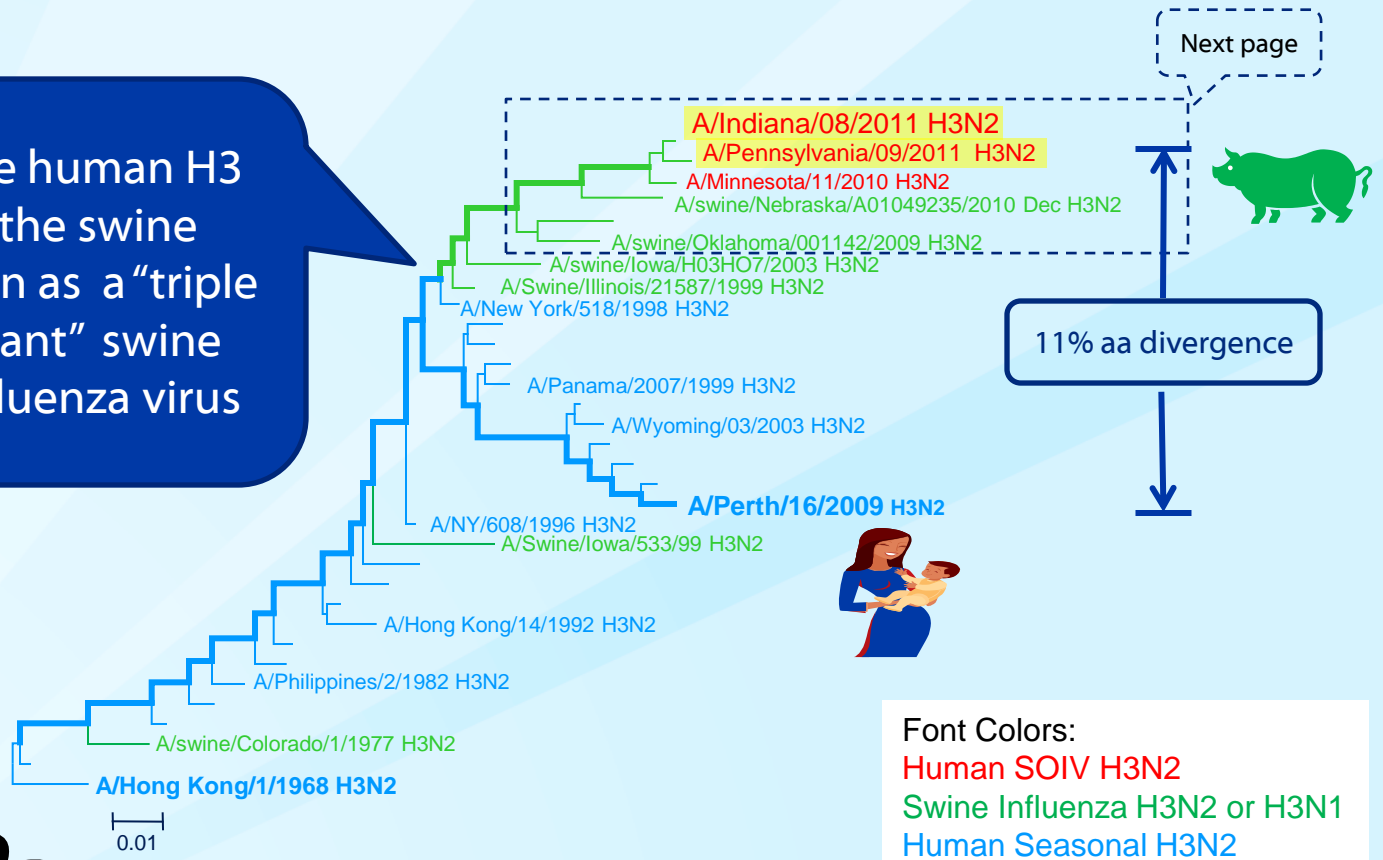 Next page
e human H3
the swine
n as a “triple
ant” swine
luenza virus
A/Indiana/08/2011 H3N2
A/Pennsylvania/09/2011 H3N2
A/Minnesota/11/2010 H3N2
A/swine/Nebraska/A01049235/2010 Dec H3N2
A/swine/Oklahoma/001142/2009 H3N2
A/swine/Iowa/H03HO7/2003 H3N2
A/Swine/Illinois/21587/1999 H3N2
A/New York/518/1998 H3N2
11% aa divergence
A/Panama/2007/1999 H3N2
A/Wyoming/03/2003 H3N2
A/Perth/16/2009 H3N2
A/NY/608/1996 H3N2
A/Swine/Iowa/533/99 H3N2
A/Hong Kong/14/1992 H3N2
A/Philippines/2/1982 H3N2
A/swine/Colorado/1/1977 H3N2
A/Hong Kong/1/1968 H3N2
0.01
Font Colors:
Human SOIV H3N2
Swine Influenza H3N2 or H3N1
Human Seasonal H3N2